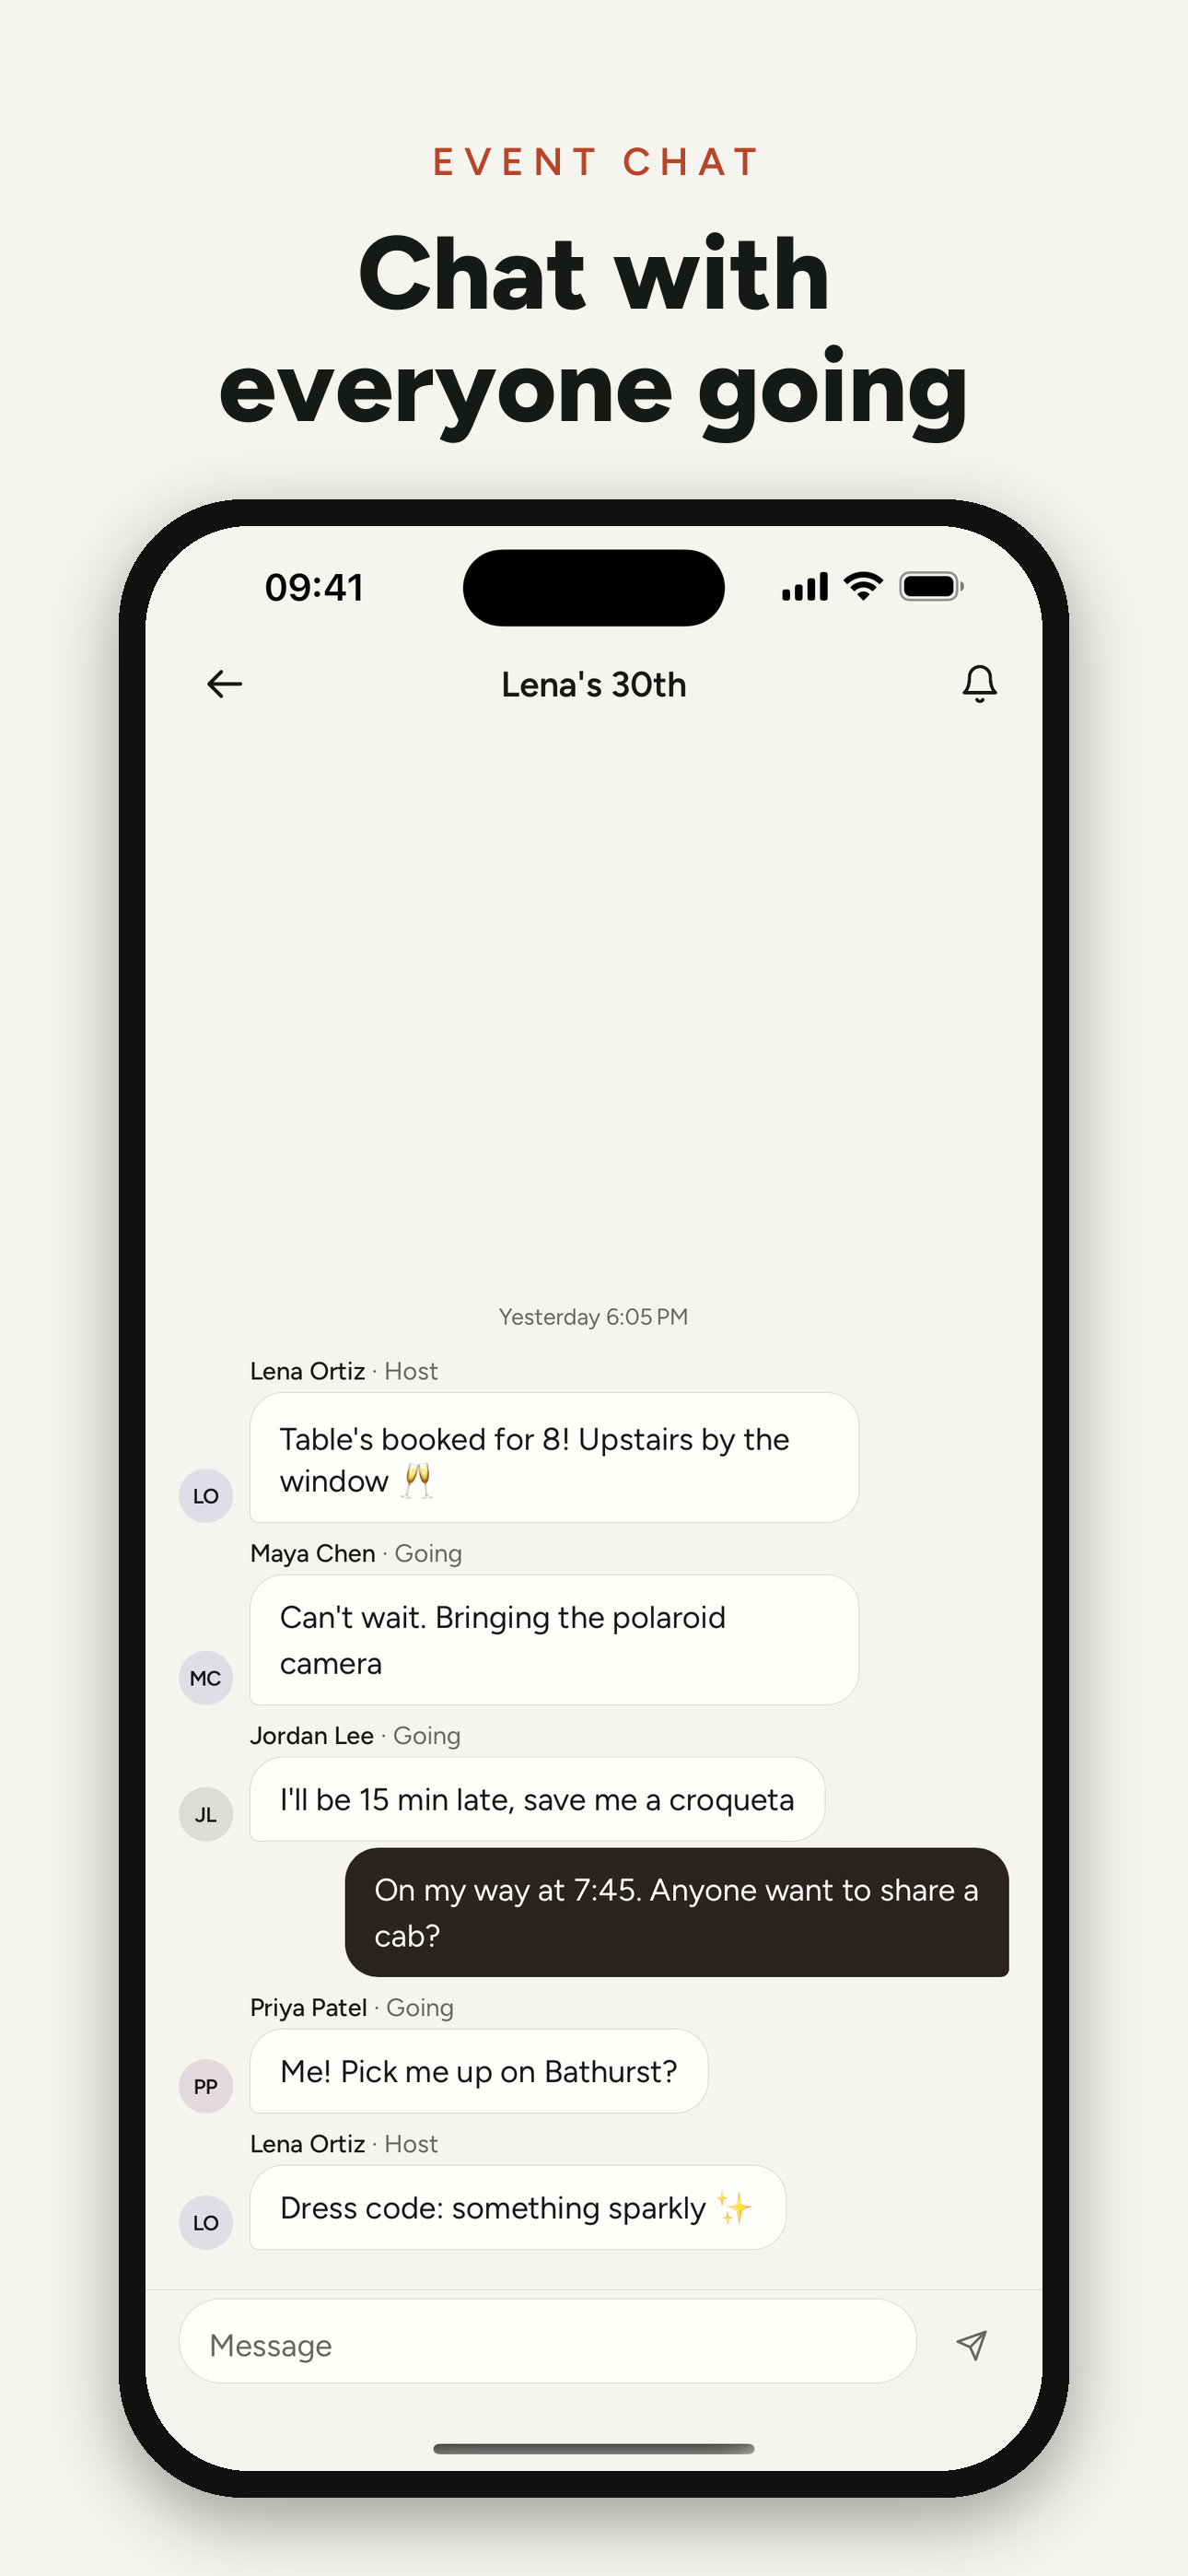 EVENT CHAT
Chat with
everyone going
09:41
Lena's 30th
Yesterday 6:05 PM
Lena Ortiz · Host
Table's booked for 8! Upstairs by the
window 🥂
LO
Maya Chen · Going
Can't wait. Bringing the polaroid
camera
MC
Jordan Lee · Going
I'll be 15 min late, save me a croqueta
JL
On my way at 7:45. Anyone want to share a
cab?
Priya Patel · Going
Me! Pick me up on Bathurst?
PP
Lena Ortiz · Host
Dress code: something sparkly ✨
LO
Message